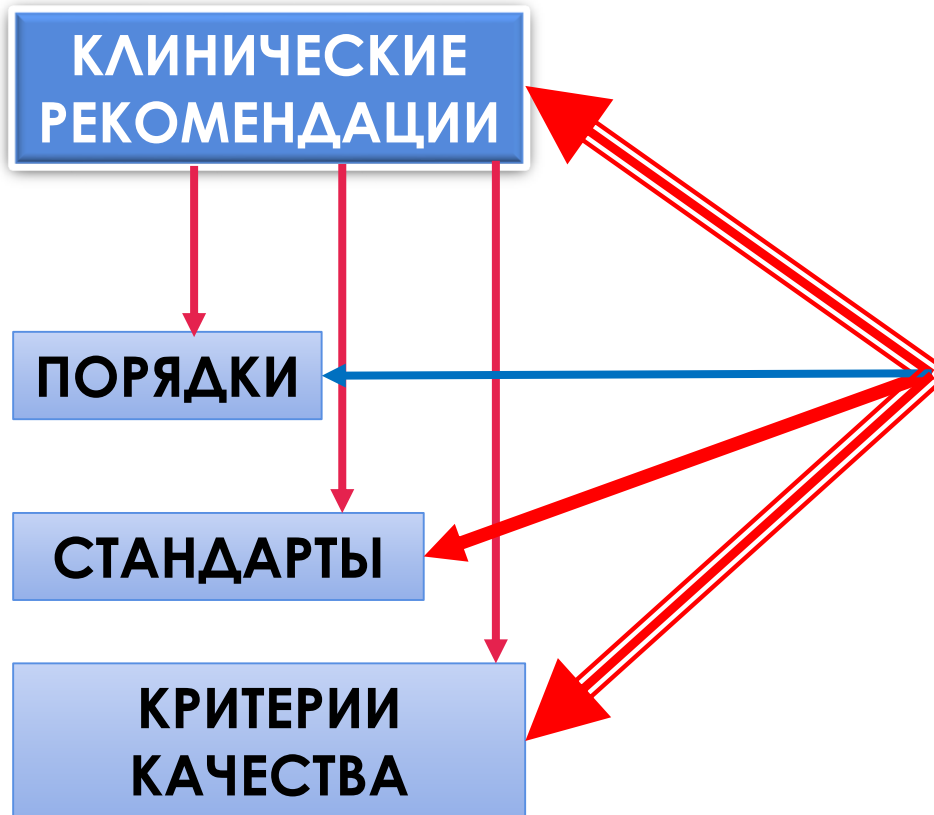 КЛИНИЧЕСКИЕ
РЕКОМЕНДАЦИИ
ПОРЯДКИ
СТАНДАРТЫ
КРИТЕРИИ
КАЧЕСТВА